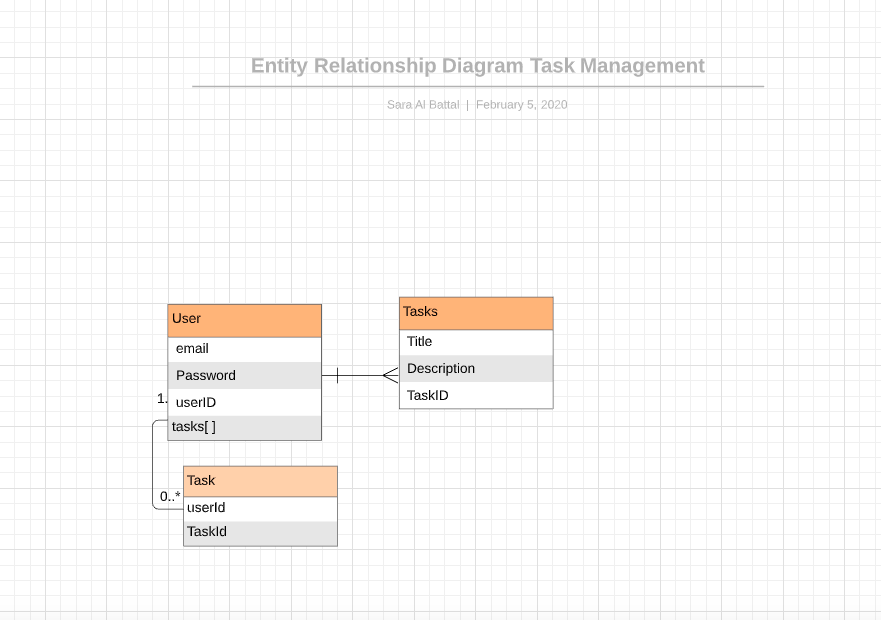 Entity Relationship Diagram Task Management
Sara Al Battal | February 5, 2020
User
email
Password
userID
tasks[ ]
Tasks
Title
Description
TaskID
1.
0..*
Task
userId
TaskId